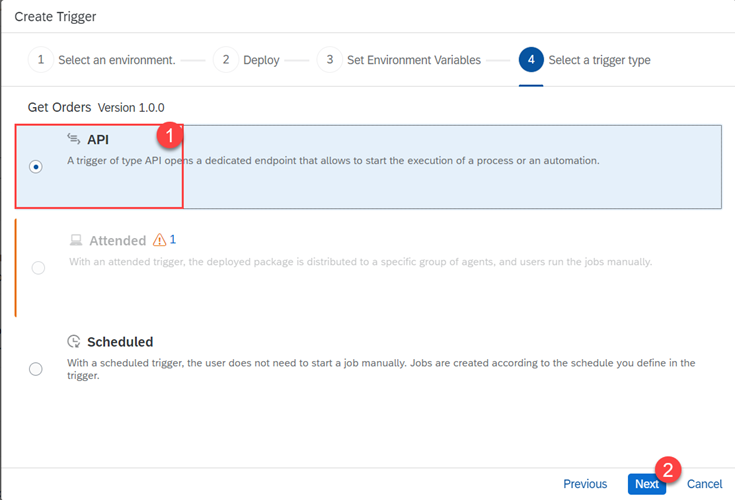 Create Trigger
1 Select an environment. 2 Deploy 3 Set Environment Variables 4 Select a trigger type
Get Orders Version 1.0.0
API 1
A trigger of type API opens a dedicated endpoint that allows to start the execution of a process or an automation.
Attended 1
With an attended trigger, the deployed package is distributed to a specific group of agents, and users run the jobs manually.
Scheduled
With a scheduled trigger, the user does not need to start a job manually. Jobs are created according to the schedule you define in the
trigger.
2
Previous Next Cancel